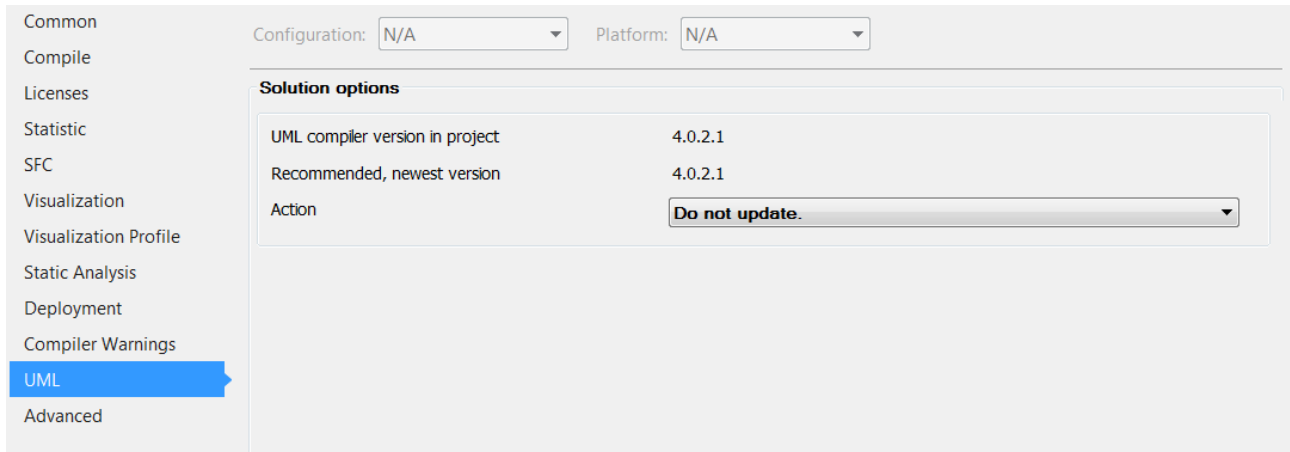 Common
Compile
Licenses
Statistic
SFC
Visualization
Visualization Profile
Static Analysis
Deployment
Compiler Warnings
UML
Advanced
Configuration: N/A Platform: N/A
Solution options
UML compiler version in project 4.0.2.1
Recommended, newest version 4.0.2.1
Action Do not update.